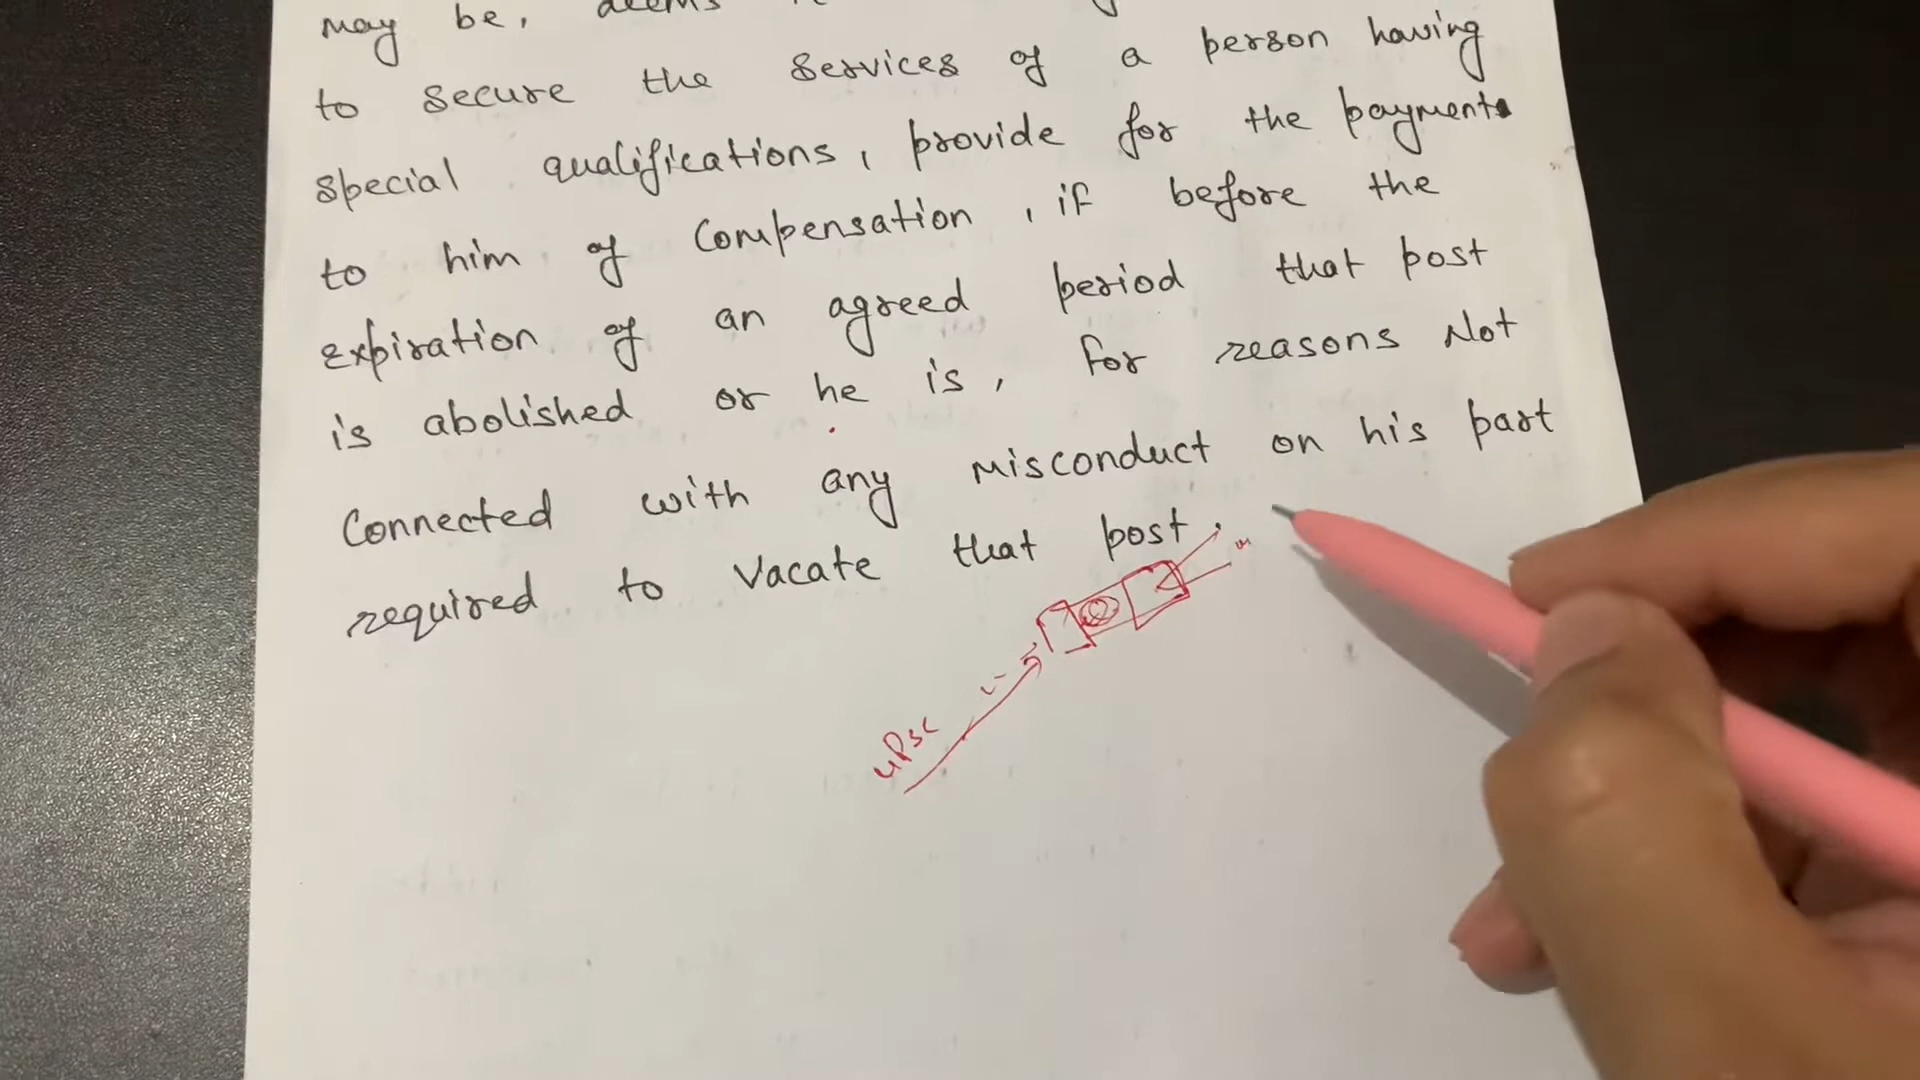 may be,
to secure the services of a person having
special qualifications, provide for the payment
to him of compensation, if before the
expiration of an agreed period that post
is abolished or he is, for reasons Not
Connected with any misconduct on his part
required to vacate that post.
UPSC